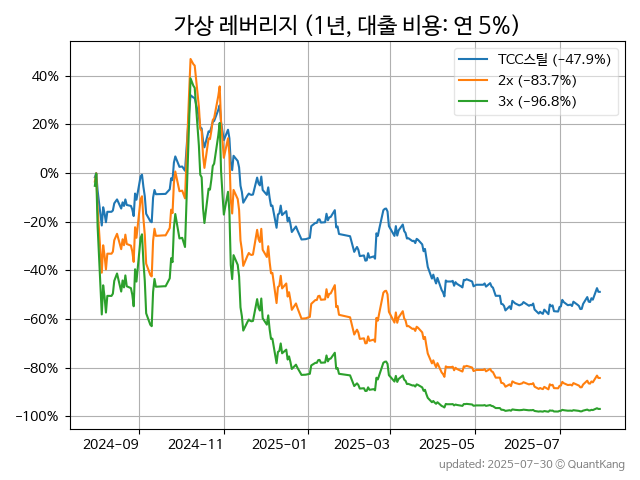 가상 레버리지 (1년, 대출 비용: 연 5%)
TCC스틸 (−47.9%)
2x (−83.7%)
3x (−96.8%)
40%
20%
0%
−20%
−40%
−60%
−80%
−100%
2024-09 2024-11 2025-01 2025-03 2025-05 2025-07
updated: 2025-07-30 © QuantKang